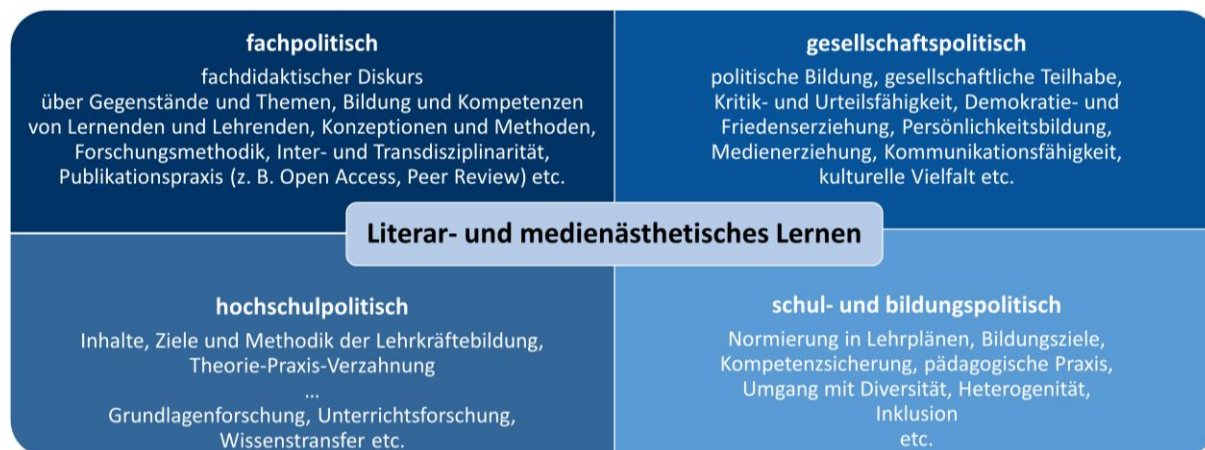 fachpolitisch
fachdidaktischer Diskurs
über Gegenstände und Themen, Bildung und Kompetenzen
von Lernenden und Lehrenden, Konzeptionen und Methoden,
Forschungsmethodik, Inter- und Transdisziplinarität,
Publikationspraxis (z. B. Open Access, Peer Review) etc.
gesellschaftspolitisch
politische Bildung, gesellschaftliche Teilhabe,
Kritik- und Urteilsfähigkeit, Demokratie- und
Friedenserziehung, Persönlichkeitsbildung,
Medienerziehung, Kommunikationsfähigkeit,
kulturelle Vielfalt etc.
Literar- und medienästhetisches Lernen
hochschulpolitisch
Inhalte, Ziele und Methodik der Lehrkräftebildung,
Theorie-Praxis-Verzahnung
...
Grundlagenforschung, Unterrichtsforschung,
Wissenstransfer etc.
schul- und bildungspolitisch
Normierung in Lehrplänen, Bildungsziele,
Kompetenzsicherung, pädagogische Praxis,
Umgang mit Diversität, Heterogenität,
Inklusion
etc.